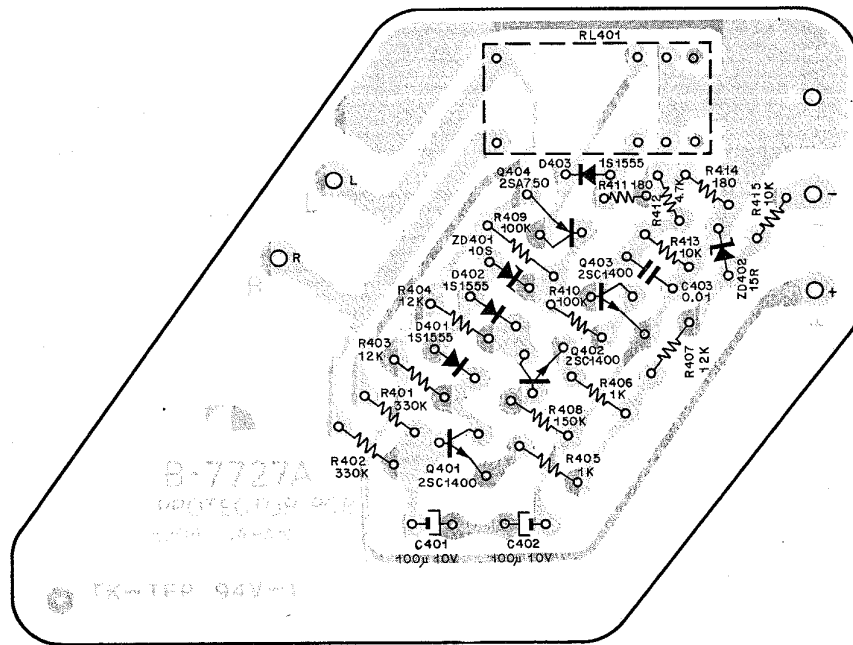 RL401
D403
1S1555
Q404
2SA750
R411 180
R412
4.7K
R414
180
R415
10K
L
L
−
R409
100K
ZD401
10S
R413
10K
Q403
2SC1400
ZD402
15R
R
R
D402
1S1555
R404
12K
R410
100K
C403
0.01
+
D401
1S1555
R403
12K
Q402
2SC1400
R407
12K
R401
330K
R406
1K
R408
150K
R402
330K
Q401
2SC1400
R405
1K
B-7727A
PROTECTOR PCB
C401
100μ 10V
C402
100μ 10V
94V-